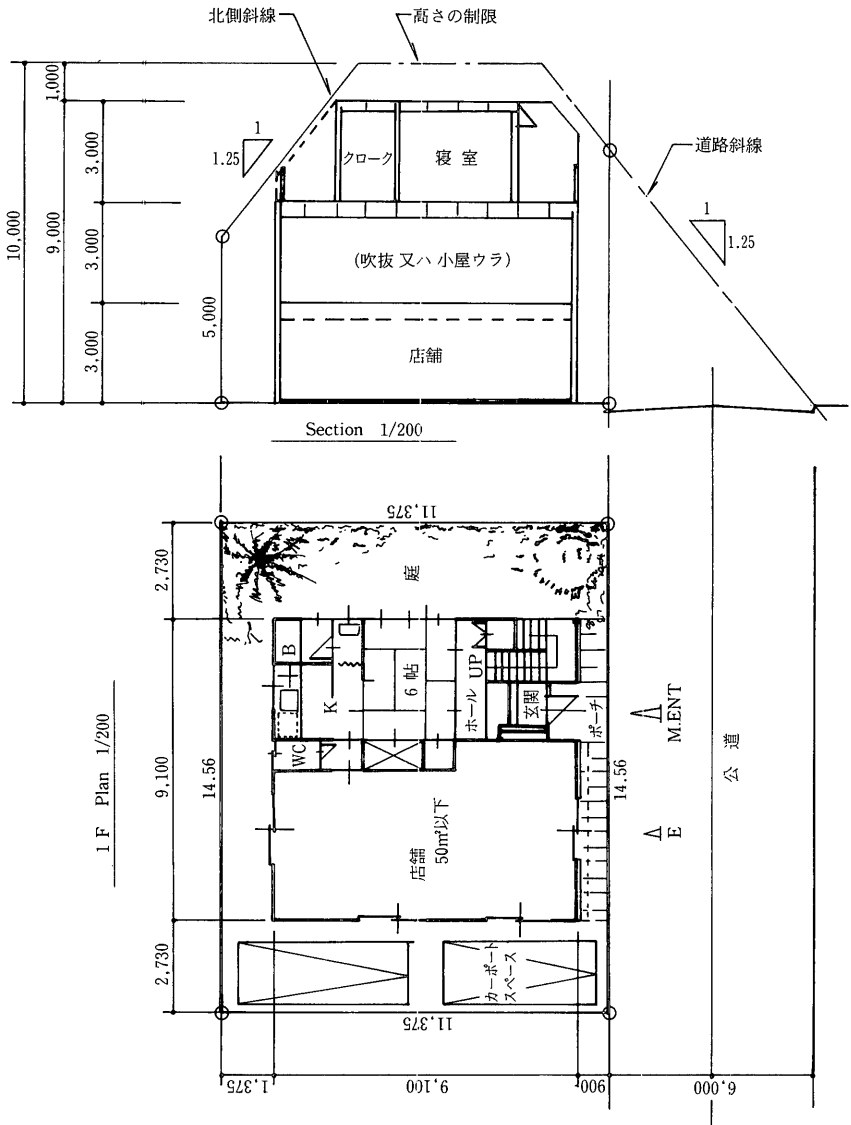 北側斜線
高さの制限
1,000
1
1.25
3,000
クローク
寝室
道路斜線
10,000
9,000
3,000
(吹抜 又ハ 小屋ウラ)
1
1.25
5,000
3,000
店舗
Section 1/200
11,375
2,730
庭
B
K
6 帖
UP
ホール
玄関
ポーチ
M.ENT
WC
1 F Plan 1/200
9,100
14.56
14.56
公道
店舗
50㎡以下
E
2,730
カーポート
スペース
11,375
1,375
9,100
900
6,000